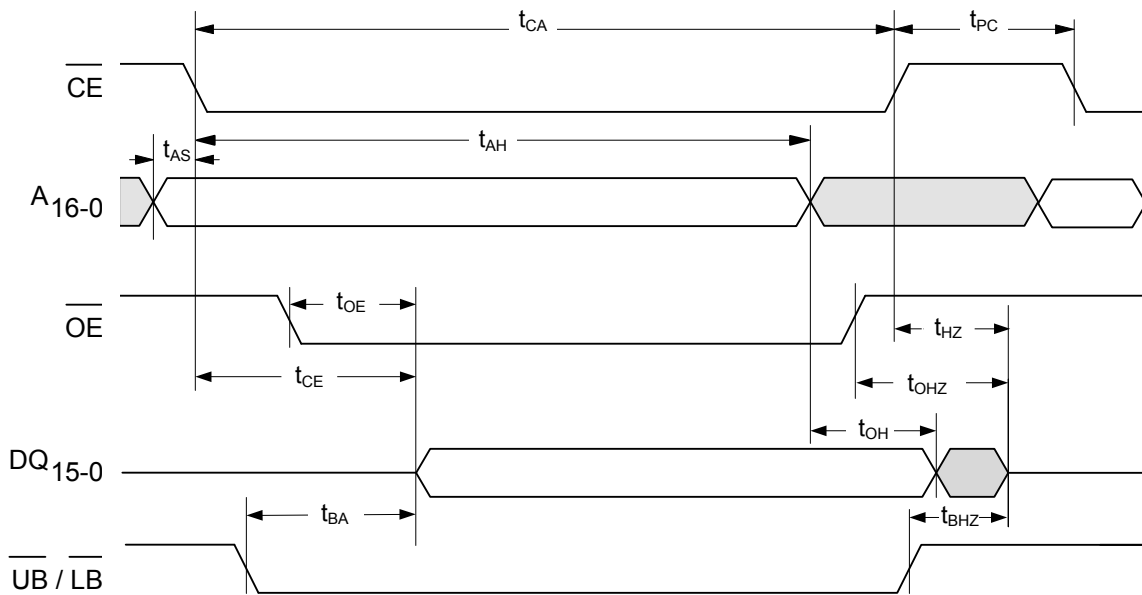 tCA
tPC
CE
tAH
tAS
A16-0
tOE
OE
tHZ
tCE
tOHZ
tOH
DQ15-0
tBA
tBHZ
UB / LB